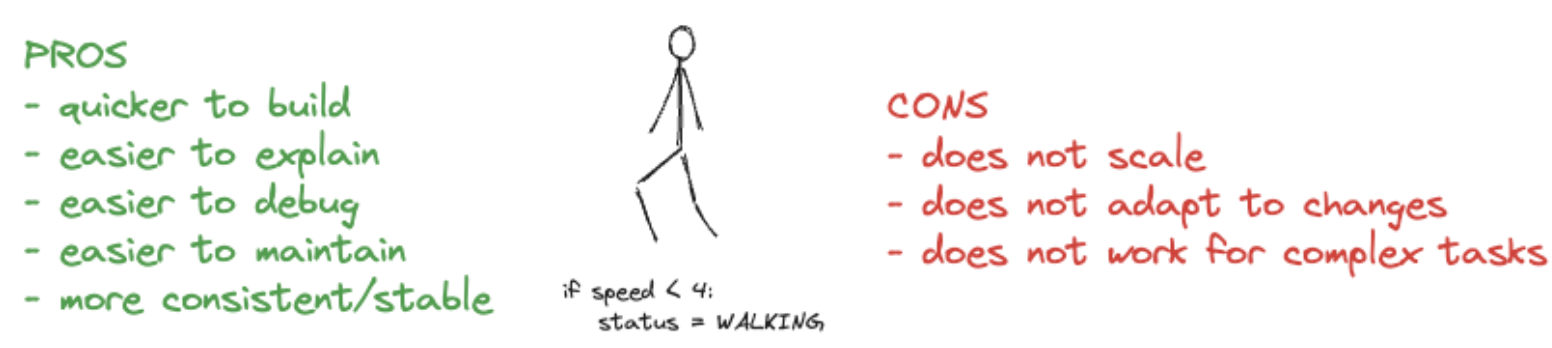 PROS
- quicker to build
- easier to explain
- easier to debug
- easier to maintain
- more consistent/stable
if speed < 4:
status = WALKING
CONS
- does not scale
- does not adapt to changes
- does not work for complex tasks